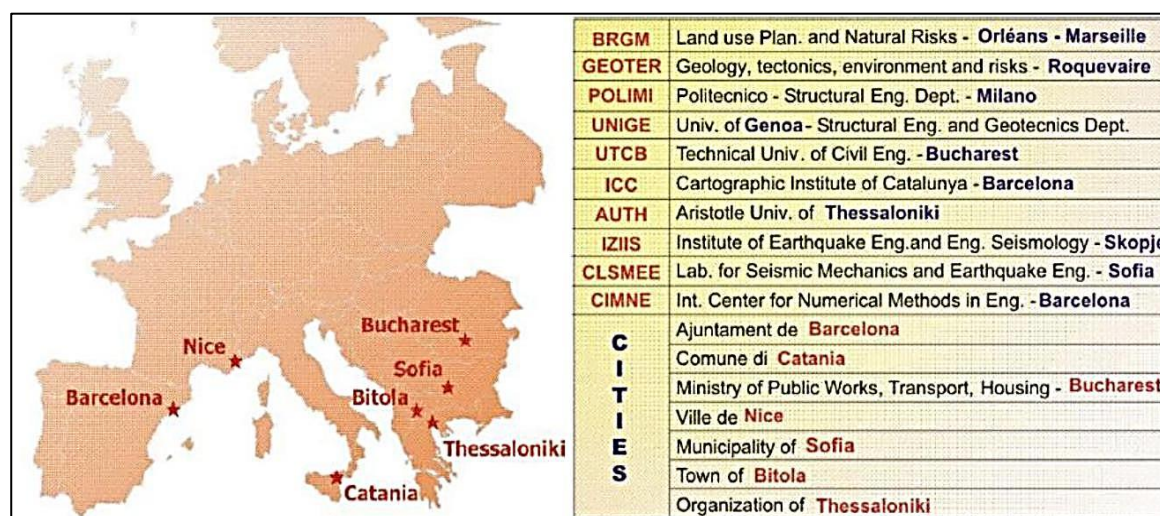 Bucharest
Nice
Sofia
Barcelona
Bitola
Thessaloniki
Catania
BRGM Land use Plan. and Natural Risks - Orléans - Marseille
GEOTER Geology, tectonics, environment and risks - Roquevaire
POLIMI Politecnico - Structural Eng. Dept. - Milano
UNIGE Univ. of Genoa - Structural Eng. and Geotecnics Dept.
UTCB Technical Univ. of Civil Eng. - Bucharest
ICC Cartographic Institute of Catalunya - Barcelona
AUTH Aristotle Univ. of Thessaloniki
IZIIS Institute of Earthquake Eng.and Eng. Seismology - Skopje
CLSMEE Lab. for Seismic Mechanics and Earthquake Eng. - Sofia
CIMNE Int. Center for Numerical Methods in Eng. - Barcelona
CITIES
Ajuntament de Barcelona
Comune di Catania
Ministry of Public Works, Transport, Housing - Bucharest
Ville de Nice
Municipality of Sofia
Town of Bitola
Organization of Thessaloniki